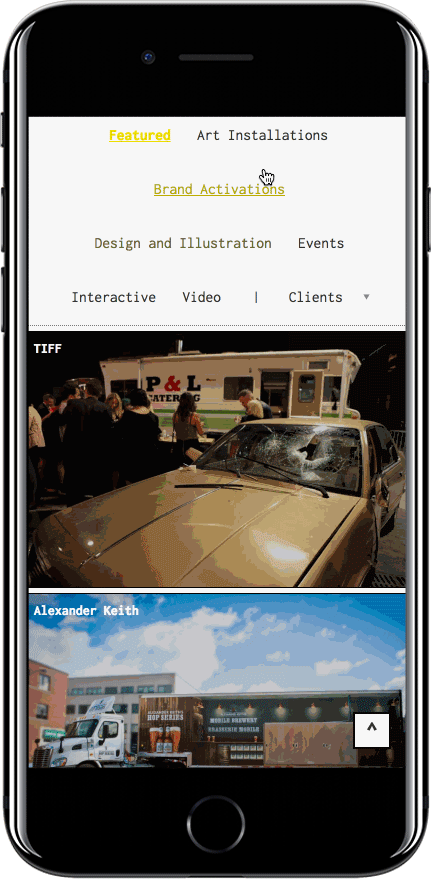 Featured Art Installations
Brand Activations
Design and Illustration Events
Interactive Video | Clients ▼
TIFF
P & L
CATERING
Alexander Keith
HOP SERIES
MOBILE BREWERY
BRASSERIE MOBILE